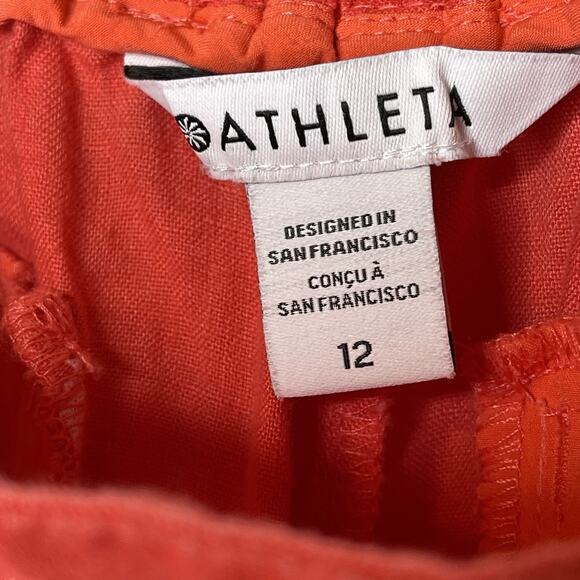 ATHLETA
DESIGNED IN
SAN FRANCISCO
CONÇU À
SAN FRANCISCO
12